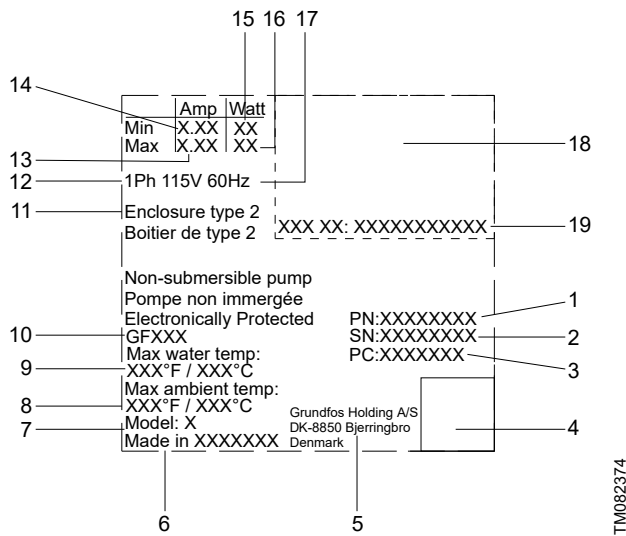 15 16 17
14
Amp Watt
Min X.XX XX
Max X.XX XX
18
13
12 1Ph 115V 60Hz
11 Enclosure type 2
Boitier de type 2
XXX XX: XXXXXXXXXXX 19
Non-submersible pump
Pompe non immergée
Electronically Protected
10 GFXXX
Max water temp:
9 XXX°F / XXX°C
Max ambient temp:
8 XXX°F / XXX°C
7 Model: X
Made in XXXXXXX
PN:XXXXXXXX 1
SN:XXXXXXXX 2
PC:XXXXXXX 3
Grundfos Holding A/S
DK-8850 Bjerringbro
Denmark
4
6 5
TM082374